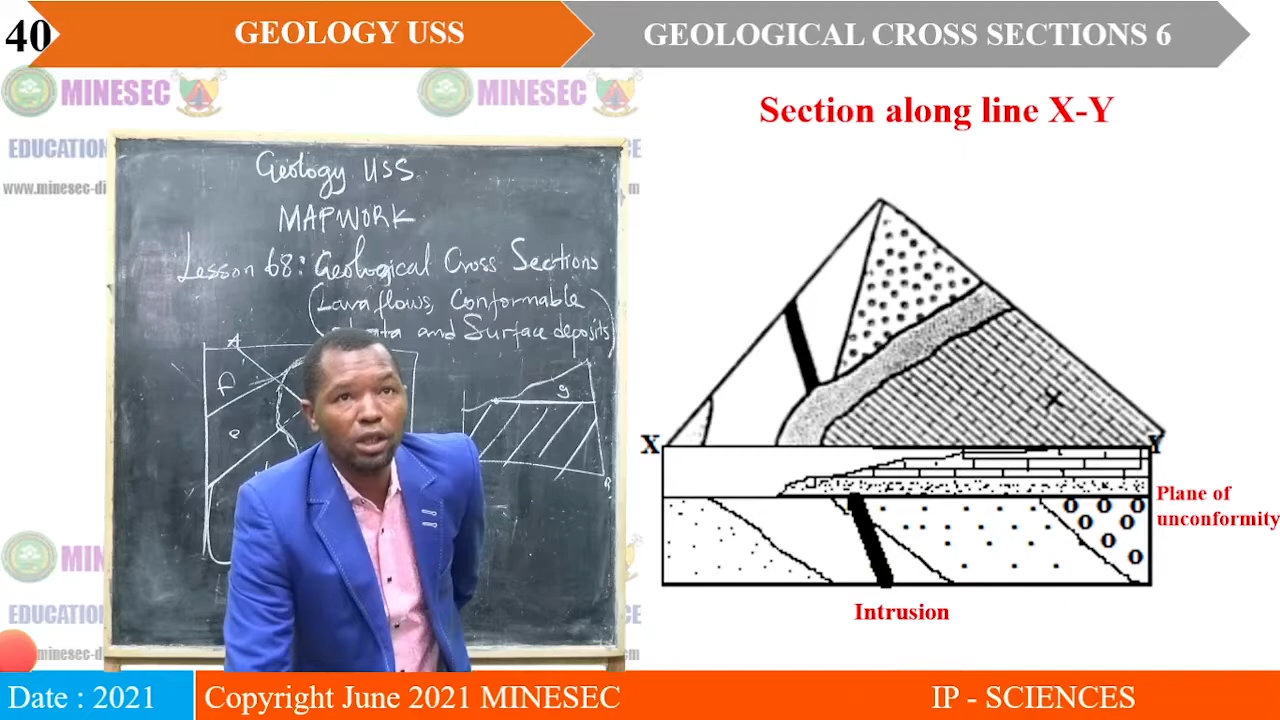 40
GEOLOGY USS
GEOLOGICAL CROSS SECTIONS 6
MINESEC
MINESEC
EDUCATION
www.minesec-di
Geology USS
MAPWORK
Lesson 68: Geological Cross Sections
(Lava flows, Conformable
and Surface deposits)
A
f
e
g
Section along line X-Y
X
Y
Plane of
unconformity
Intrusion
EDUCATION
minesec-d
Date : 2021
Copyright June 2021 MINESEC
IP - SCIENCES